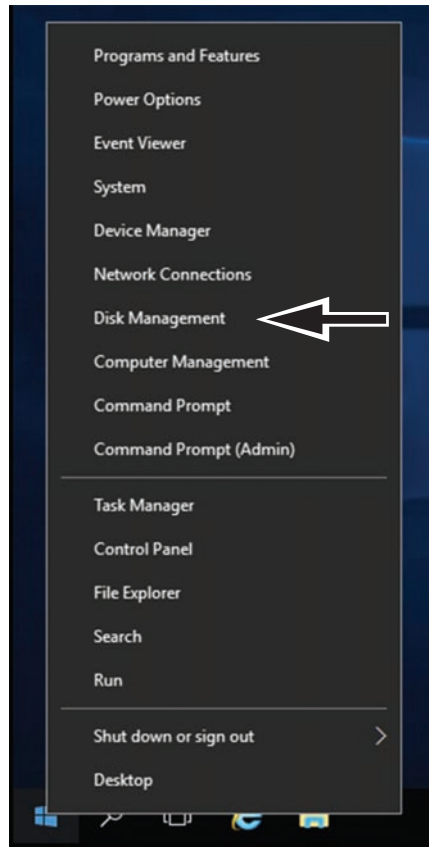 Programs and Features
Power Options
Event Viewer
System
Device Manager
Network Connections
Disk Management
Computer Management
Command Prompt
Command Prompt (Admin)
Task Manager
Control Panel
File Explorer
Search
Run
Shut down or sign out
Desktop